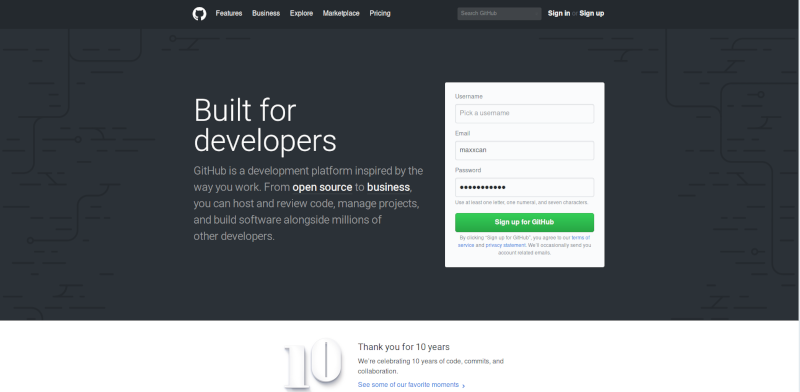 Features Business Explore Marketplace Pricing Search GitHub Sign in or Sign up
Built for
developers
GitHub is a development platform inspired by the
way you work. From open source to business,
you can host and review code, manage projects,
and build software alongside millions of
other developers.
Username
Pick a username
Email
maxxcan
Password
Use at least one letter, one numeral, and seven characters.
Sign up for GitHub
By clicking "Sign up for GitHub", you agree to our terms of
service and privacy statement. We'll occasionally send you
account related emails.
10
Thank you for 10 years
We're celebrating 10 years of code, commits, and
collaboration.
See some of our favorite moments ›